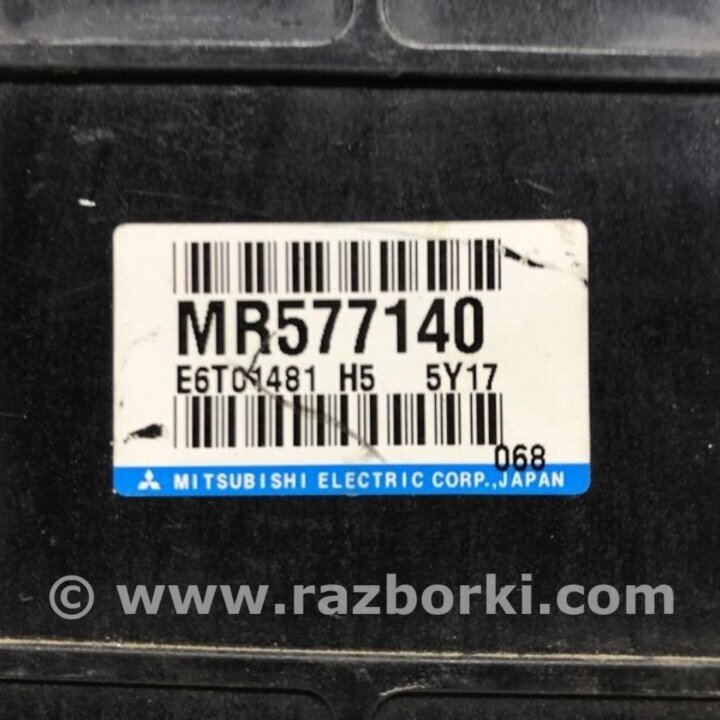 MR577140
E6T01481 H5 5Y17
068
MITSUBISHI ELECTRIC CORP.,JAPAN
© www.razborki.com